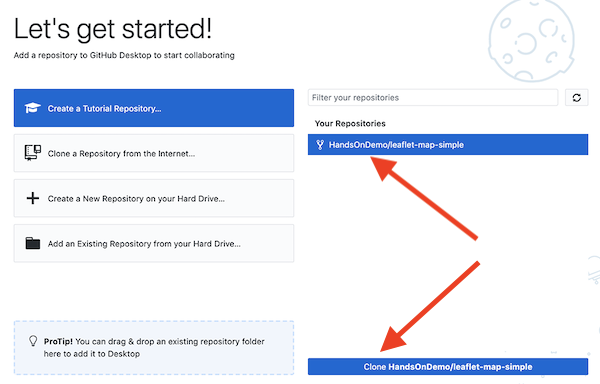 Let's get started!
Add a repository to GitHub Desktop to start collaborating
Create a Tutorial Repository...
Clone a Repository from the Internet...
Create a New Repository on your Hard Drive...
Add an Existing Repository from your Hard Drive...
ProTip! You can drag & drop an existing repository folder
here to add it to Desktop
Filter your repositories
Your Repositories
HandsOnDemo/leaflet-map-simple
Clone HandsOnDemo/leaflet-map-simple